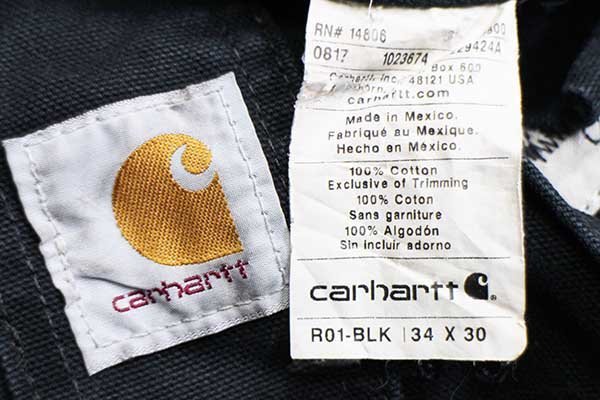 carhartt
RN# 14806
0817 1023674 229424A
Box 600
Carhartt, Inc. 48121 USA
carhartt.com
Made in Mexico.
Fabriqué au Mexique.
Hecho en México.
100% Cotton
Exclusive of Trimming
100% Coton
Sans garniture
100% Algodón
Sin incluir adorno
carhartt
R01-BLK | 34 X 30